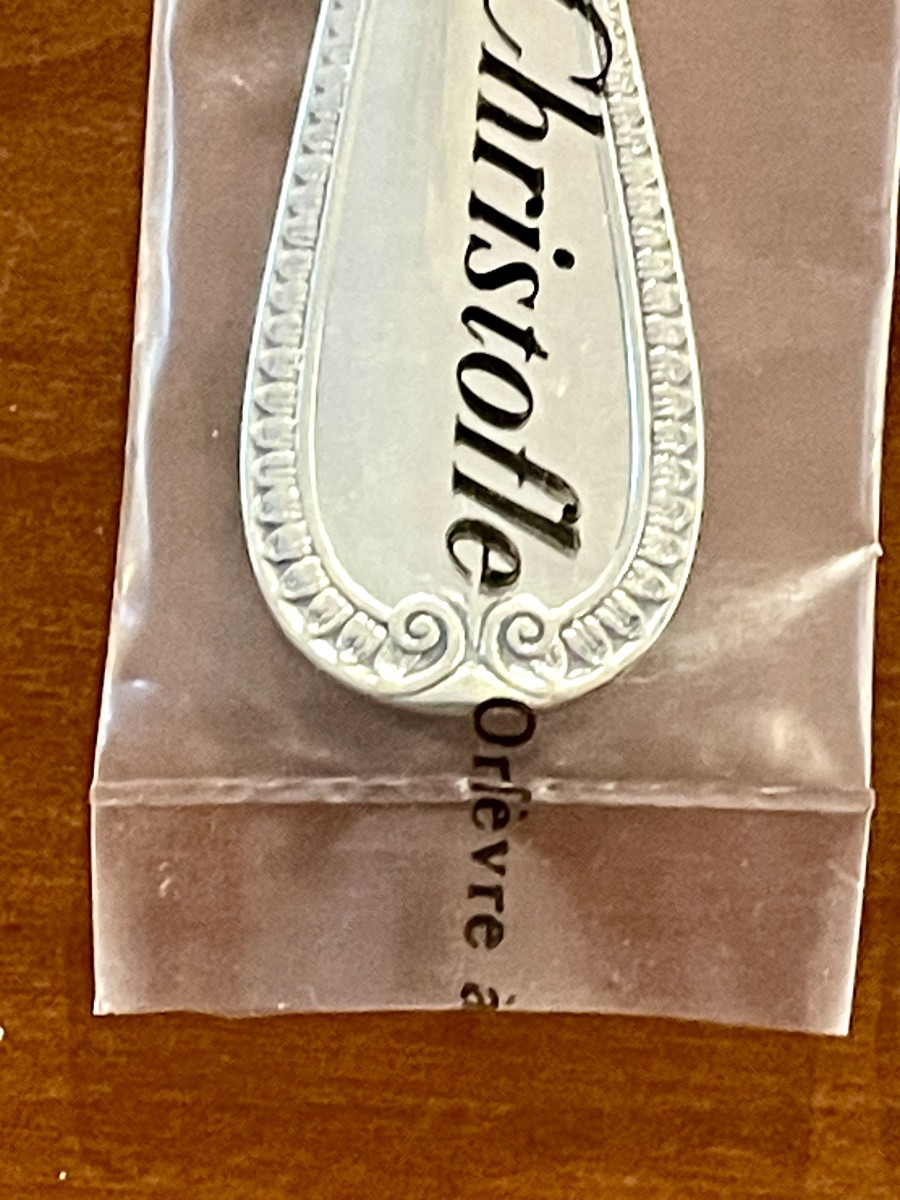 Christofle
Orfèvre à